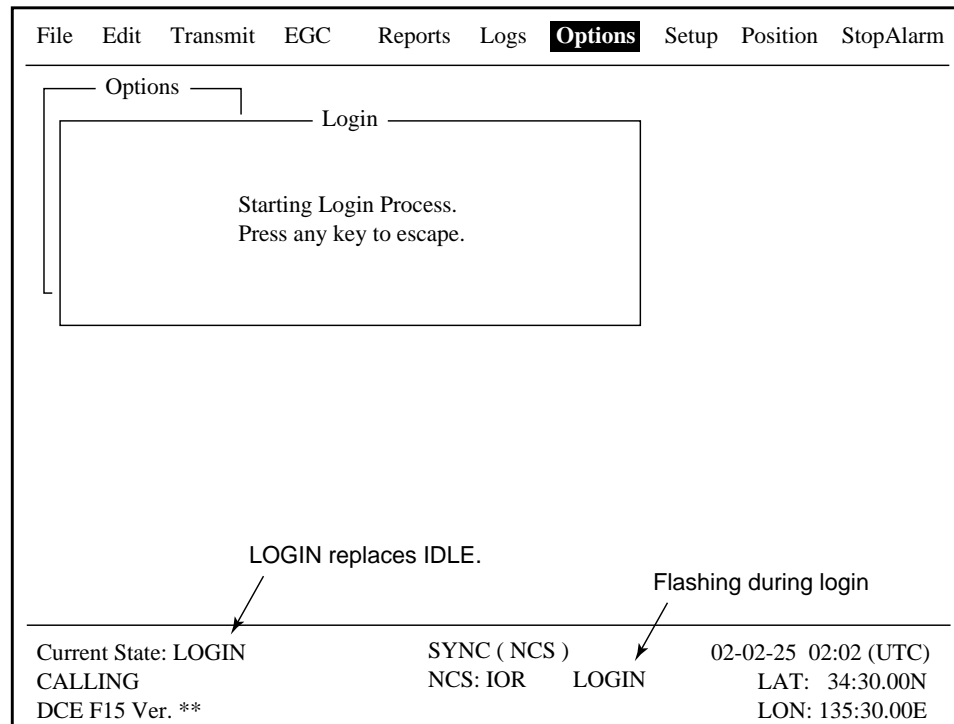 File Edit Transmit EGC Reports Logs Options Setup Position StopAlarm
Options
Login
Starting Login Process.
Press any key to escape.
LOGIN replaces IDLE.
Flashing during login
Current State: LOGIN SYNC ( NCS ) 02-02-25 02:02 (UTC)
CALLING NCS: IOR LOGIN LAT: 34:30.00N
DCE F15 Ver. ** LON: 135:30.00E